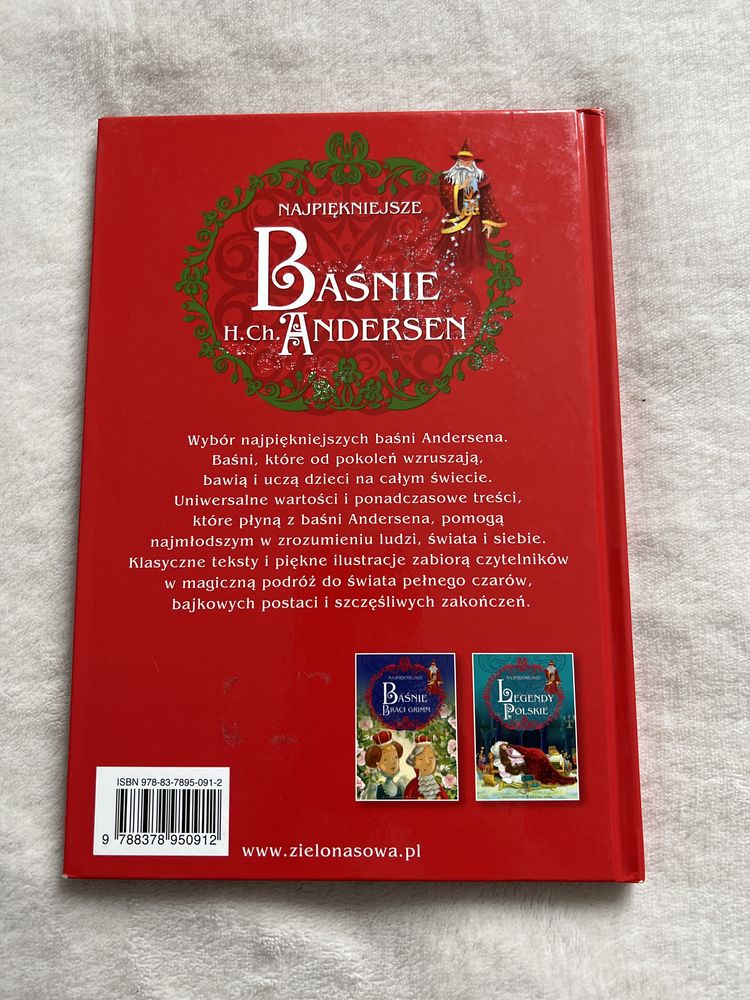 NAJPIĘKNIEJSZE
BAŚNIE
H.Ch. ANDERSEN
Wybór najpiękniejszych baśni Andersena.
Baśni, które od pokoleń wzruszają,
bawią i uczą dzieci na całym świecie.
Uniwersalne wartości i ponadczasowe treści,
które płyną z baśni Andersena, pomogą
najmłodszym w zrozumieniu ludzi, świata i siebie.
Klasyczne teksty i piękne ilustracje zabiorą czytelników
w magiczną podróż do świata pełnego czarów,
bajkowych postaci i szczęśliwych zakończeń.
NAJPIĘKNIEJSZE
BAŚNIE
BRACI GRIMM
NAJPIĘKNIEJSZE
LEGENDY
POLSKIE
ISBN 978-83-7895-091-2
9 788378 950912
www.zielonasowa.pl